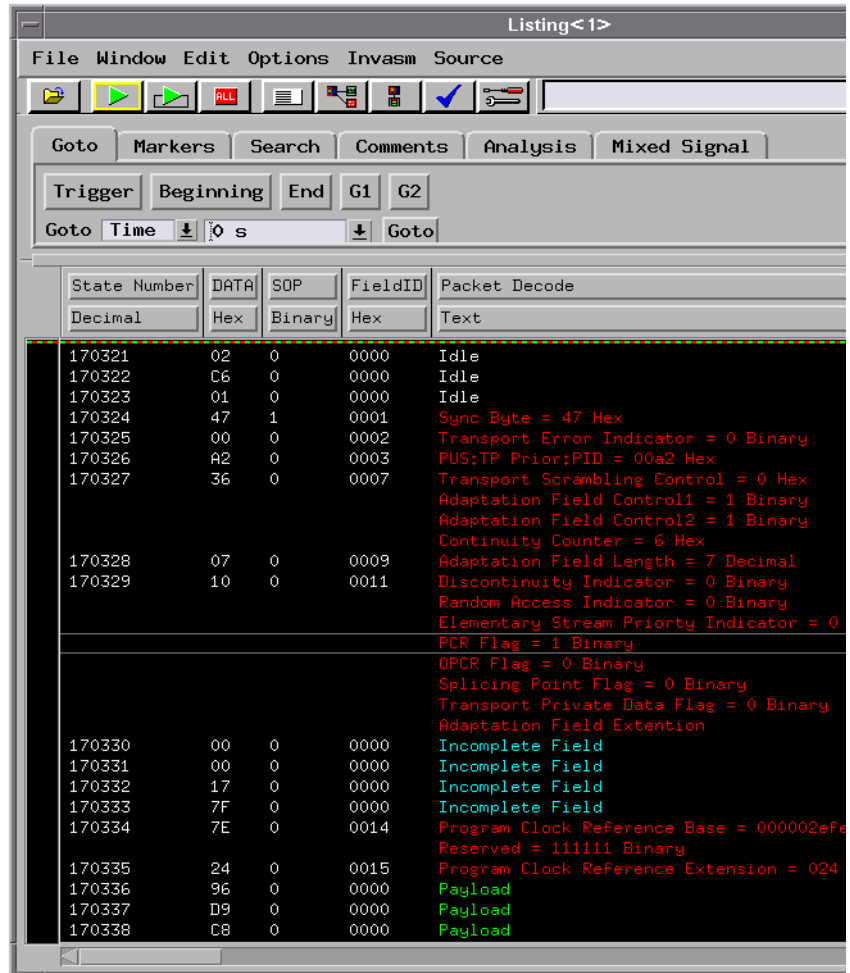 Listing<1>
File Window Edit Options Invasm Source
ALL
Goto Markers Search Comments Analysis Mixed Signal
Trigger Beginning End G1 G2
Goto Time 0 s Goto
State Number DATA SOP FieldID Packet Decode
Decimal Hex Binary Hex Text
170321 02 0 0000 Idle
170322 C6 0 0000 Idle
170323 01 0 0000 Idle
170324 47 1 0001 Sync Byte = 47 Hex
170325 00 0 0002 Transport Error Indicator = 0 Binary
170326 A2 0 0003 PUS;TP Prior;PID = 00a2 Hex
170327 36 0 0007 Transport Scrambling Control = 0 Hex
Adaptation Field Control1 = 1 Binary
Adaptation Field Control2 = 1 Binary
Continuity Counter = 6 Hex
170328 07 0 0009 Adaptation Field Length = 7 Decimal
170329 10 0 0011 Discontinuity Indicator = 0 Binary
Random Access Indicator = 0 Binary
Elementary Stream Priorty Indicator = 0
PCR Flag = 1 Binary
OPCR Flag = 0 Binary
Splicing Point Flag = 0 Binary
Transport Private Data Flag = 0 Binary
Adaptation Field Extention
170330 00 0 0000 Incomplete Field
170331 00 0 0000 Incomplete Field
170332 17 0 0000 Incomplete Field
170333 7F 0 0000 Incomplete Field
170334 7E 0 0014 Program Clock Reference Base = 000002efe
Reserved = 111111 Binary
170335 24 0 0015 Program Clock Reference Extension = 024
170336 96 0 0000 Payload
170337 D9 0 0000 Payload
170338 C8 0 0000 Payload